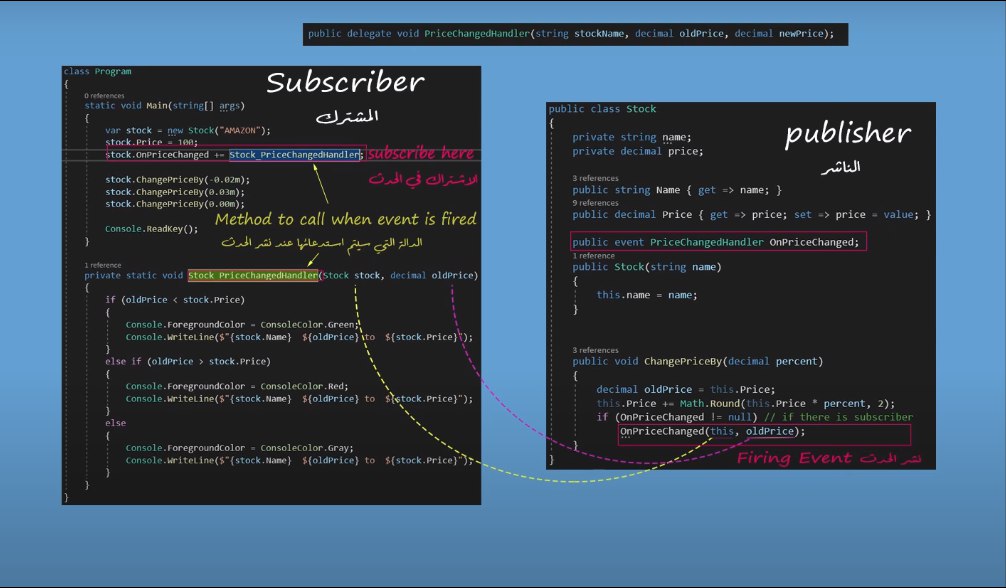 public delegate void PriceChangedHandler(string stockName, decimal oldPrice, decimal newPrice);
class Program
Subscriber
{
المشترك
0 references
static void Main(string[] args)
{
var stock = new Stock("AMAZON");
stock.Price = 100;
stock.OnPriceChanged += Stock_PriceChangedHandler;
subscribe here
الاشتراك في الحدث
stock.ChangePriceBy(-0.02m);
stock.ChangePriceBy(0.03m);
stock.ChangePriceBy(0.00m);
Method to call when event is fired
الدالة التي سيتم استدعائها عند نشر الحدث
Console.ReadKey();
}
1 reference
private static void Stock_PriceChangedHandler(Stock stock, decimal oldPrice)
{
if (oldPrice < stock.Price)
{
Console.ForegroundColor = ConsoleColor.Green;
Console.WriteLine($"{stock.Name}  ${oldPrice} to  ${stock.Price}");
}
else if (oldPrice > stock.Price)
{
Console.ForegroundColor = ConsoleColor.Red;
Console.WriteLine($"{stock.Name}  ${oldPrice} to  ${stock.Price}");
}
else
{
Console.ForegroundColor = ConsoleColor.Gray;
Console.WriteLine($"{stock.Name}  ${oldPrice} to  ${stock.Price}");
}
}
}
public class Stock
{
publisher
الناشر
private string name;
private decimal price;
3 references
public string Name { get => name; }
9 references
public decimal Price { get => price; set => price = value; }
public event PriceChangedHandler OnPriceChanged;
1 reference
public Stock(string name)
{
this.name = name;
}
3 references
public void ChangePriceBy(decimal percent)
{
decimal oldPrice = this.Price;
this.Price += Math.Round(this.Price * percent, 2);
if (OnPriceChanged != null) // if there is subscriber
OnPriceChanged(this, oldPrice);
}
Firing Event نشر الحدث
}